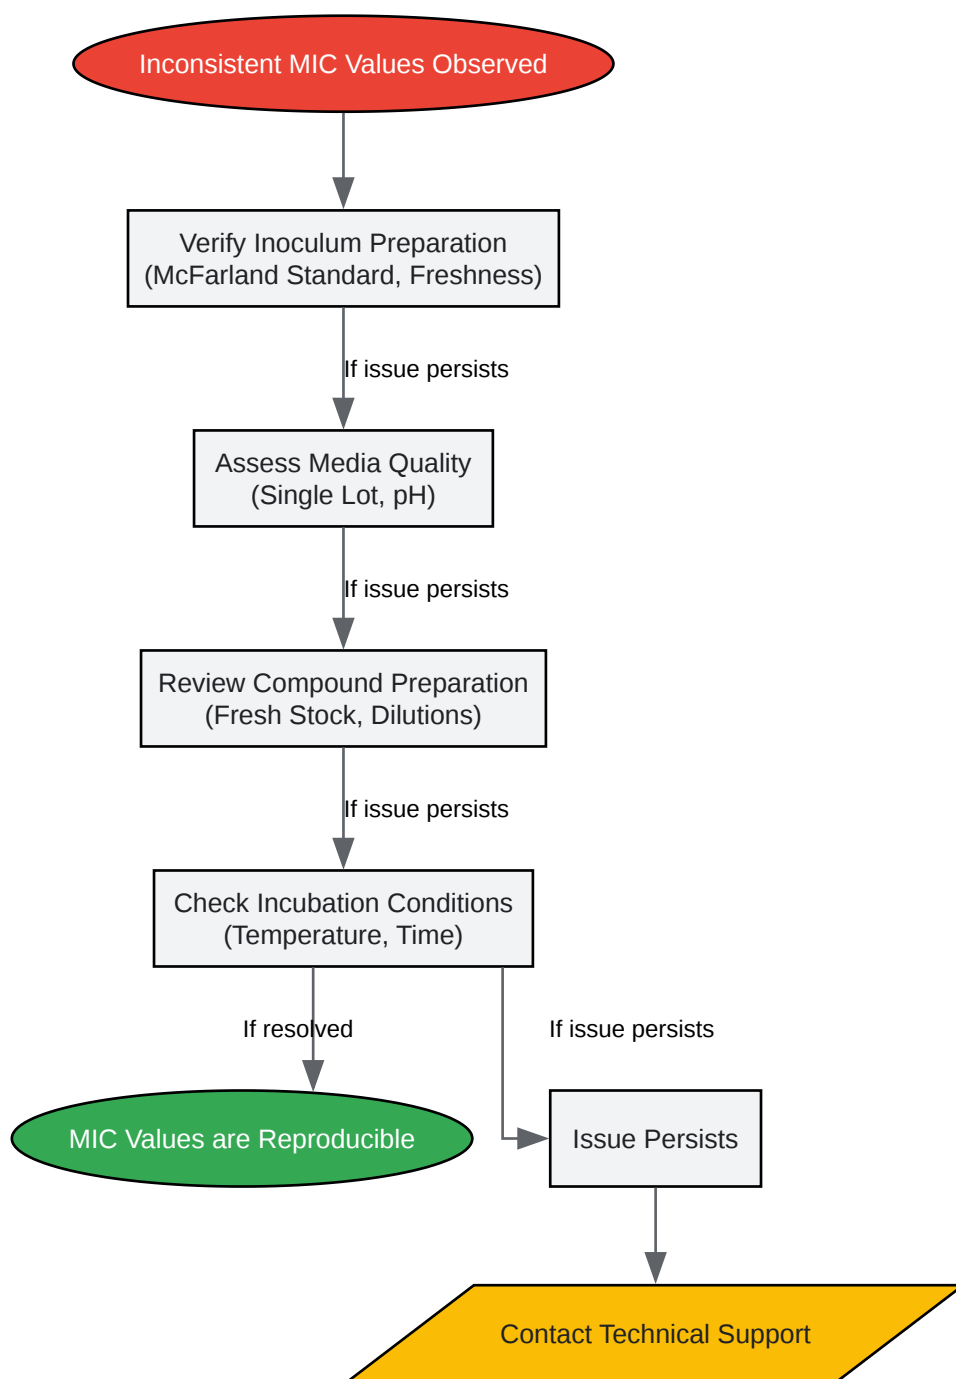 Inconsistent MIC Values Observed
Verify Inoculum Preparation
(McFarland Standard, Freshness)
If issue persists
Assess Media Quality
(Single Lot, pH)
If issue persists
Review Compound Preparation
(Fresh Stock, Dilutions)
If issue persists
Check Incubation Conditions
(Temperature, Time)
If resolved
If issue persists
MIC Values are Reproducible
Issue Persists
Contact Technical Support